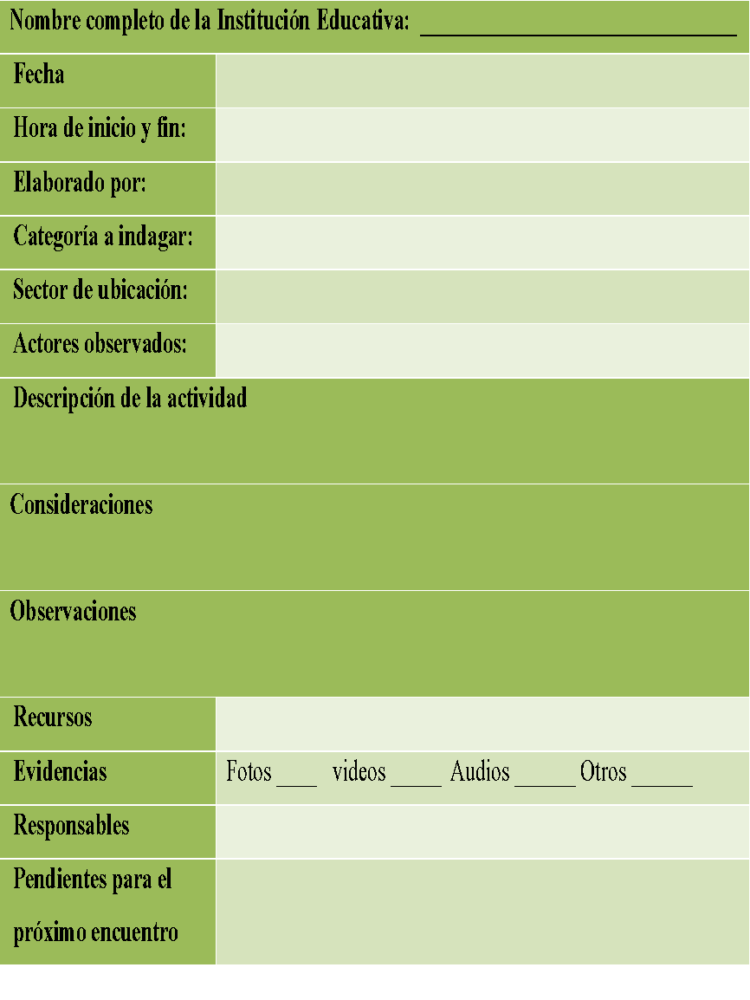 Nombre completo de la Institución Educativa: ____________________
Fecha
Hora de inicio y fin:
Elaborado por:
Categoría a indagar:
Sector de ubicación:
Actores observados:
Descripción de la actividad
Consideraciones
Observaciones
Recursos
Evidencias Fotos ____ videos _____ Audios ______ Otros ______
Responsables
Pendientes para el
próximo encuentro